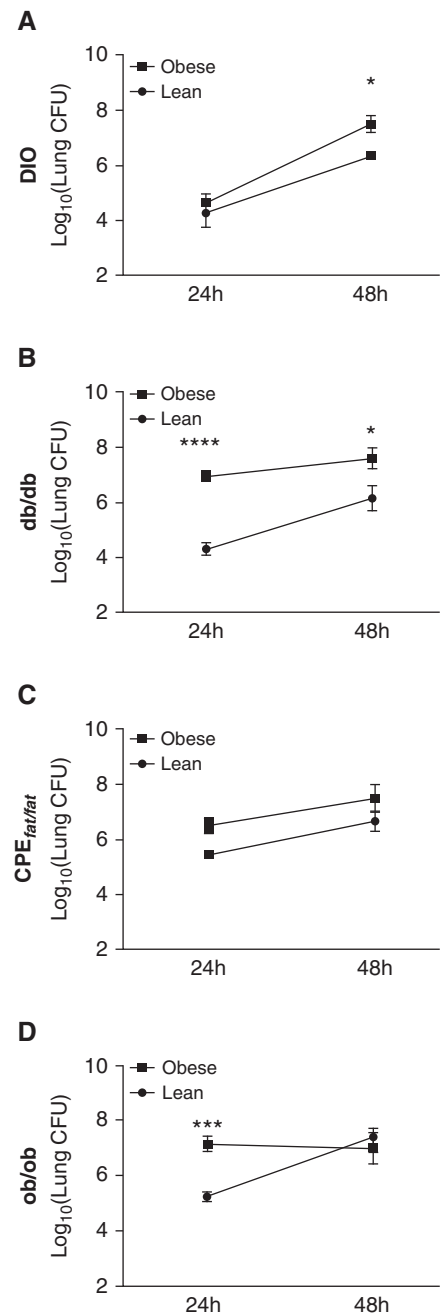 A
DIO
Log10(Lung CFU)
10
8
6
4
2
Obese
Lean
*
24h
48h
B
db/db
Log10(Lung CFU)
10
8
6
4
2
Obese
Lean
****
*
24h
48h
C
CPEfat/fat
Log10(Lung CFU)
10
8
6
4
2
Obese
Lean
24h
48h
D
ob/ob
Log10(Lung CFU)
10
8
6
4
2
Obese
Lean
***
24h
48h